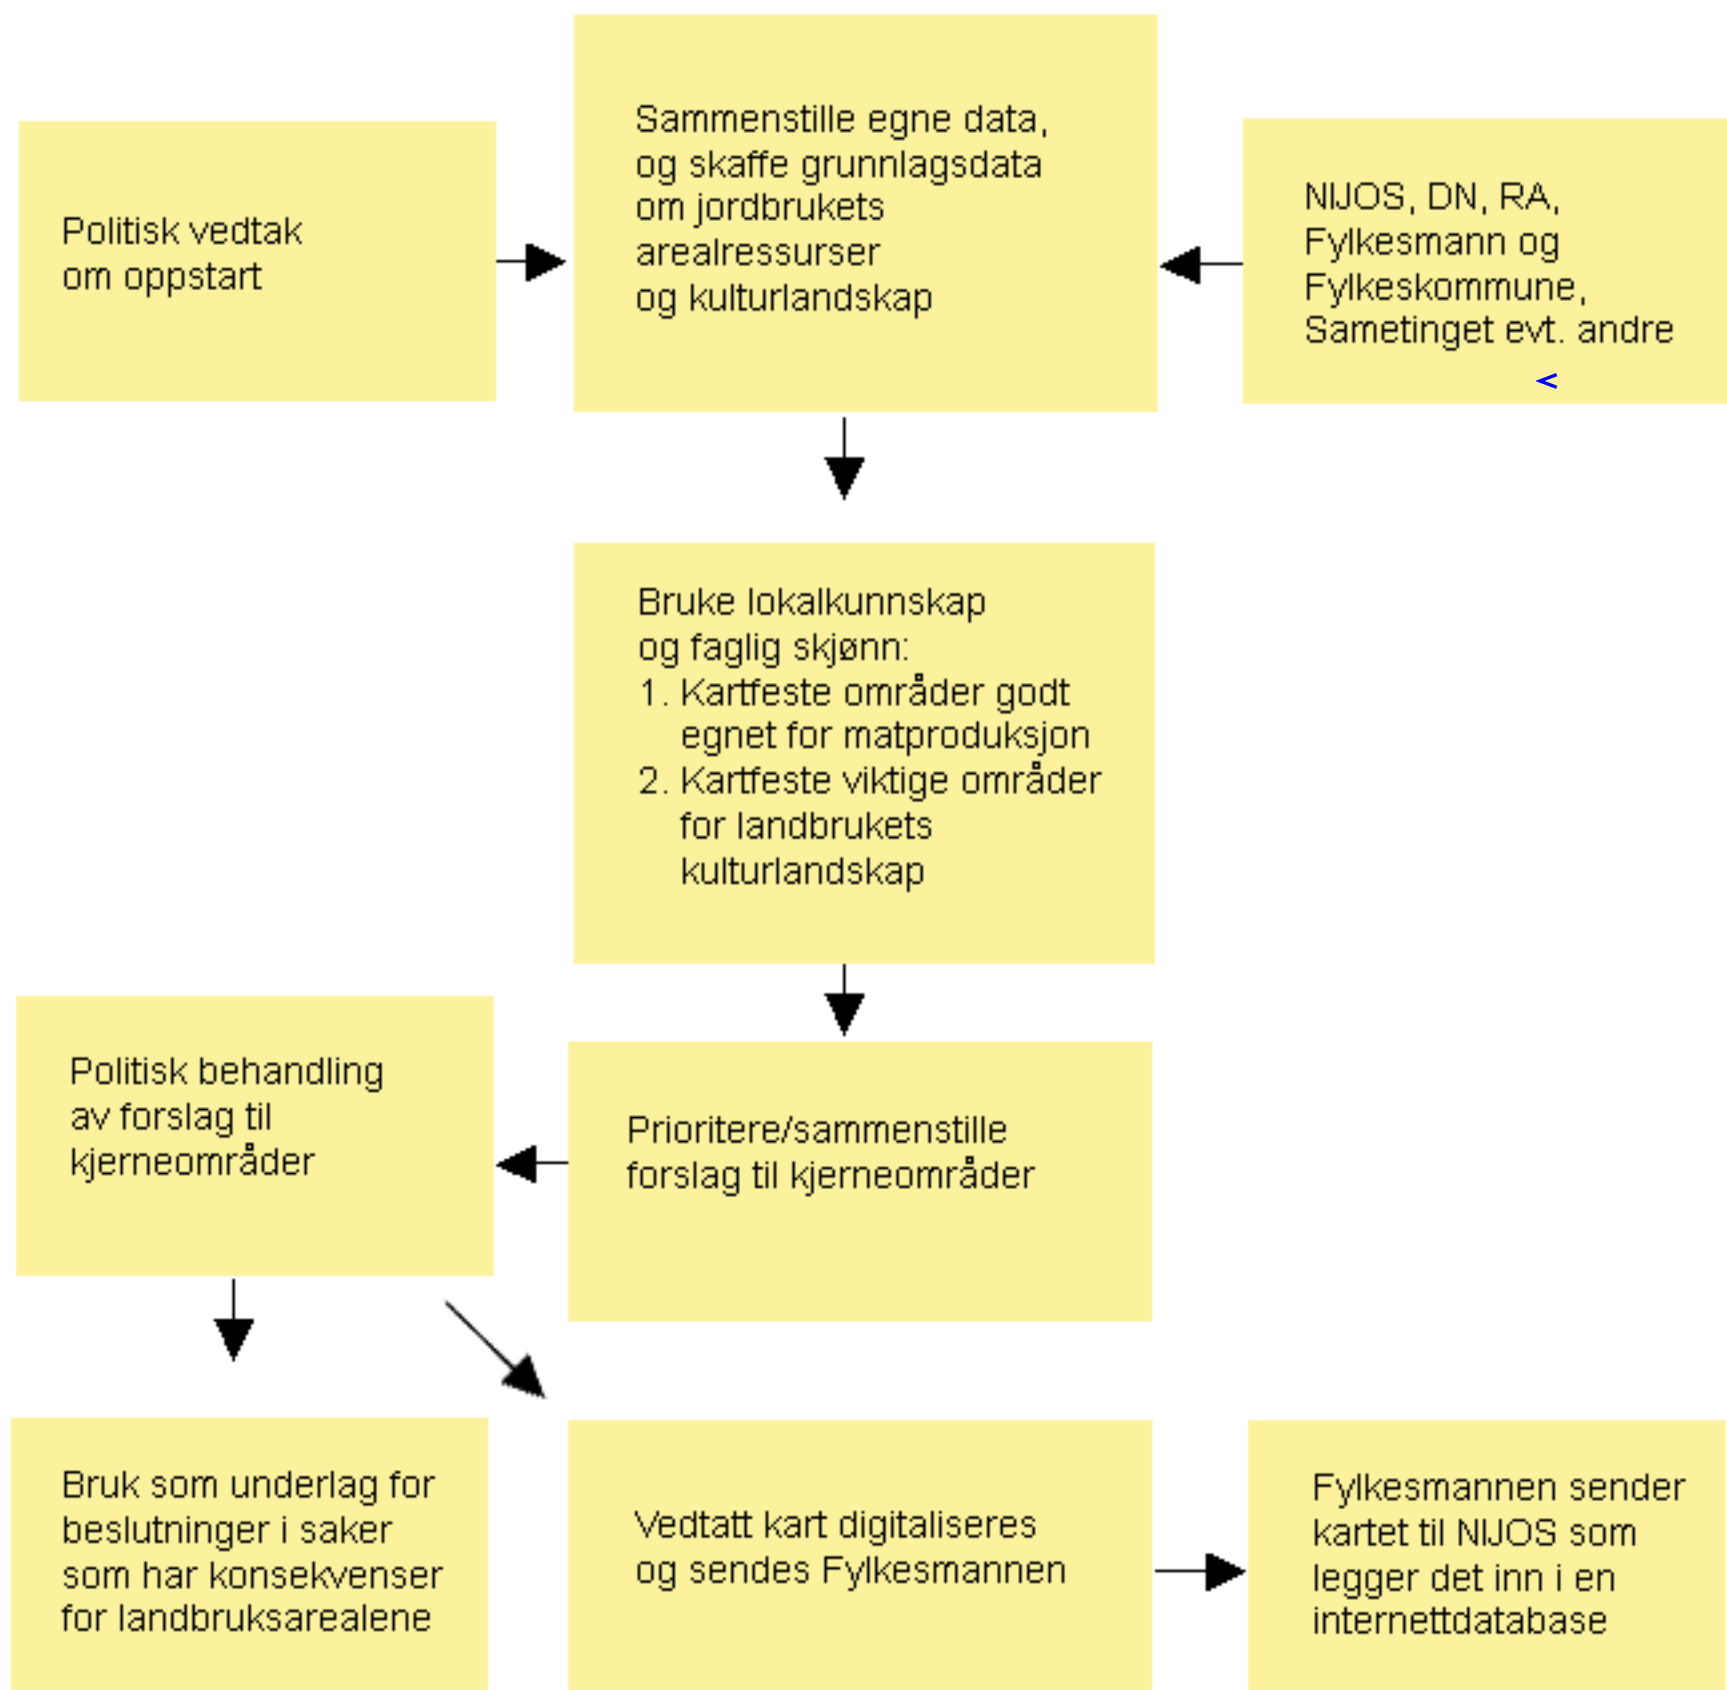 Politisk vedtak
om oppstart
Sammenstille egne data,
og skaffe grunnlagsdata
om jordbrukets
arealressurser
og kulturlandskap
NIJOS, DN, RA,
Fylkesmann og
Fylkeskommune,
Sametinget evt. andre
<
Bruke lokalkunnskap
og faglig skjønn:
1. Kartfeste områder godt
egnet for matproduksjon
2. Kartfeste viktige områder
for landbrukets
kulturlandskap
Politisk behandling
av forslag til
kjerneområder
Prioritere/sammenstille
forslag til kjerneområder
Bruk som underlag for
beslutninger i saker
som har konsekvenser
for landbruksarealene
Vedtatt kart digitaliseres
og sendes Fylkesmannen
Fylkesmannen sender
kartet til NIJOS som
legger det inn i en
internettdatabase